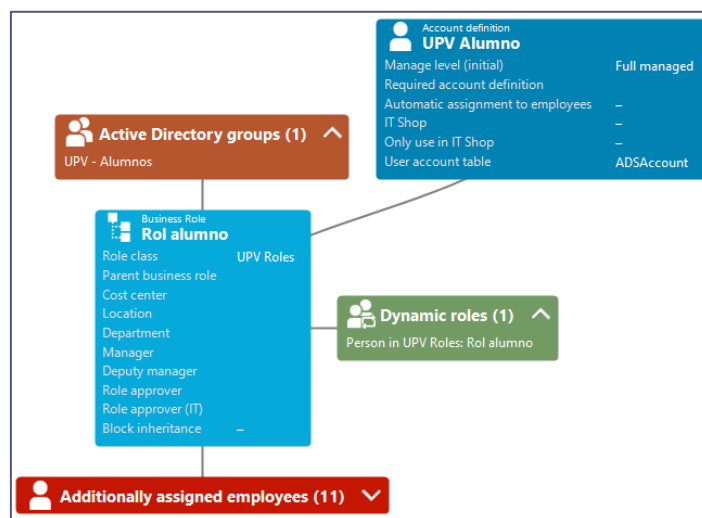 Account definition
UPV Alumno
Manage level (initial) Full managed
Required account definition
Automatic assignment to employees –
IT Shop –
Only use in IT Shop –
User account table ADSAccount
Active Directory groups (1)
UPV - Alumnos
Business Role
Rol alumno
Role class UPV Roles
Parent business role
Cost center
Location
Department
Manager
Deputy manager
Role approver
Role approver (IT)
Block inheritance –
Dynamic roles (1)
Person in UPV Roles: Rol alumno
Additionally assigned employees (11)